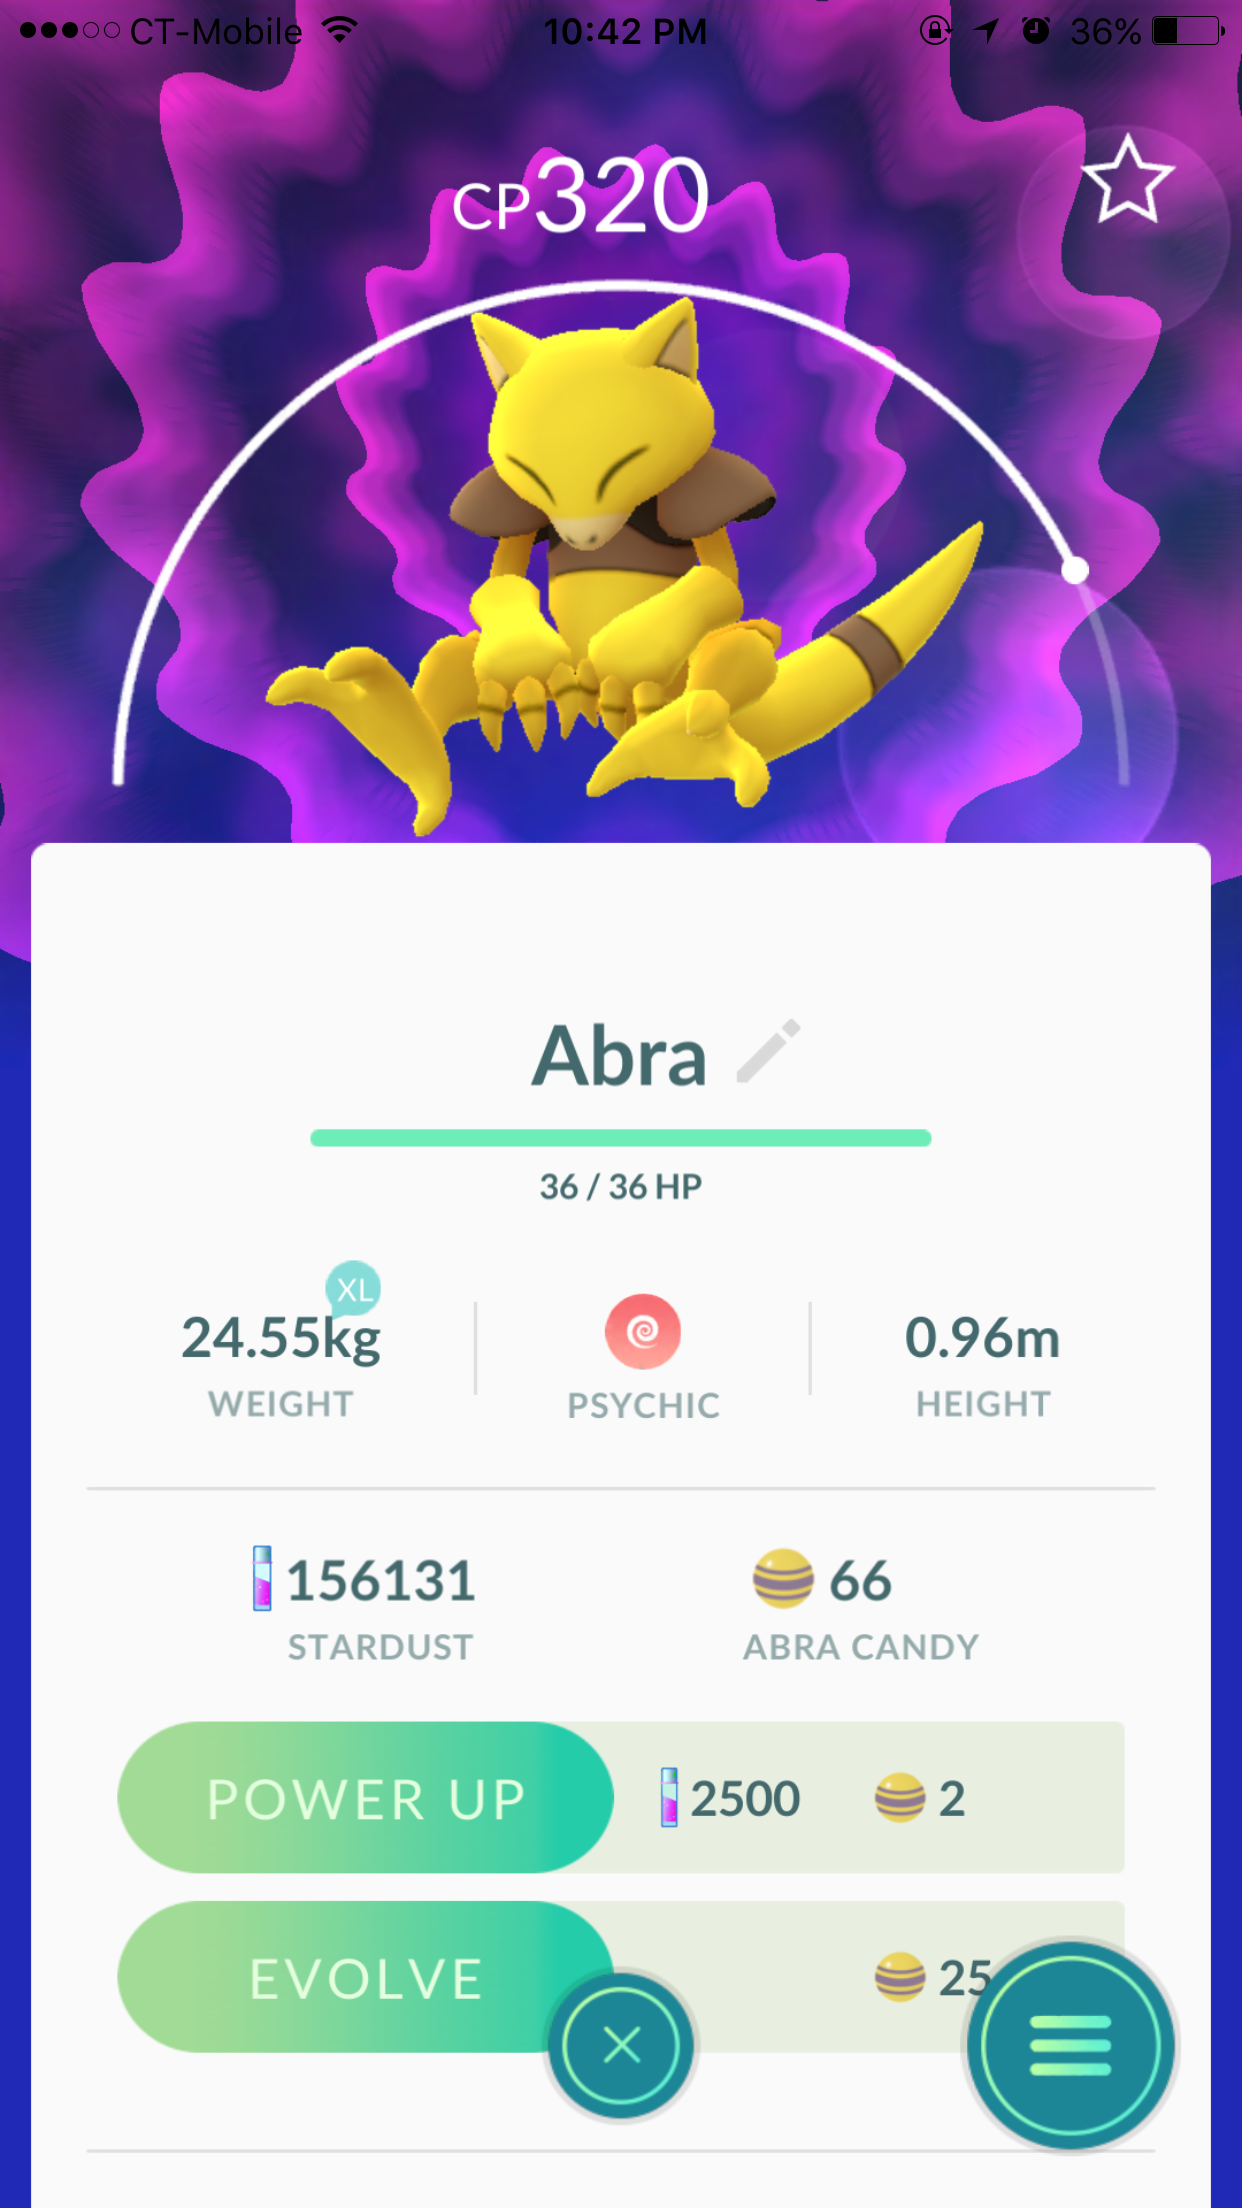 CT-Mobile 10:42 PM 36%
CP320
Abra
36 / 36 HP
XL
24.55kg 0.96m
WEIGHT PSYCHIC HEIGHT
156131 66
STARDUST ABRA CANDY
POWER UP 2500 2
EVOLVE 25